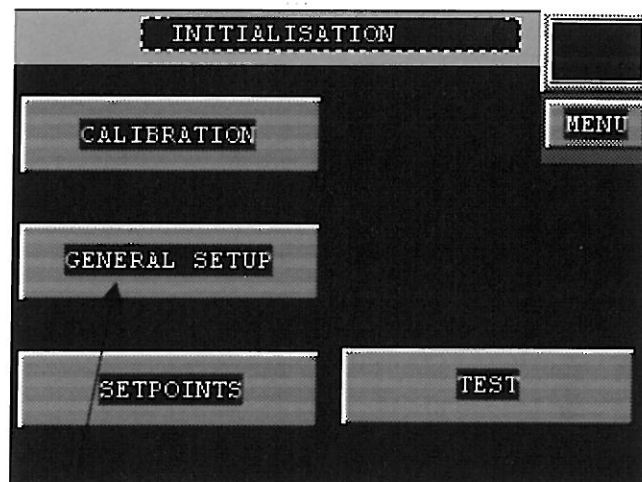 INITIALISATION
MENU
CALIBRATION
GENERAL SETUP
SETPOINTS
TEST